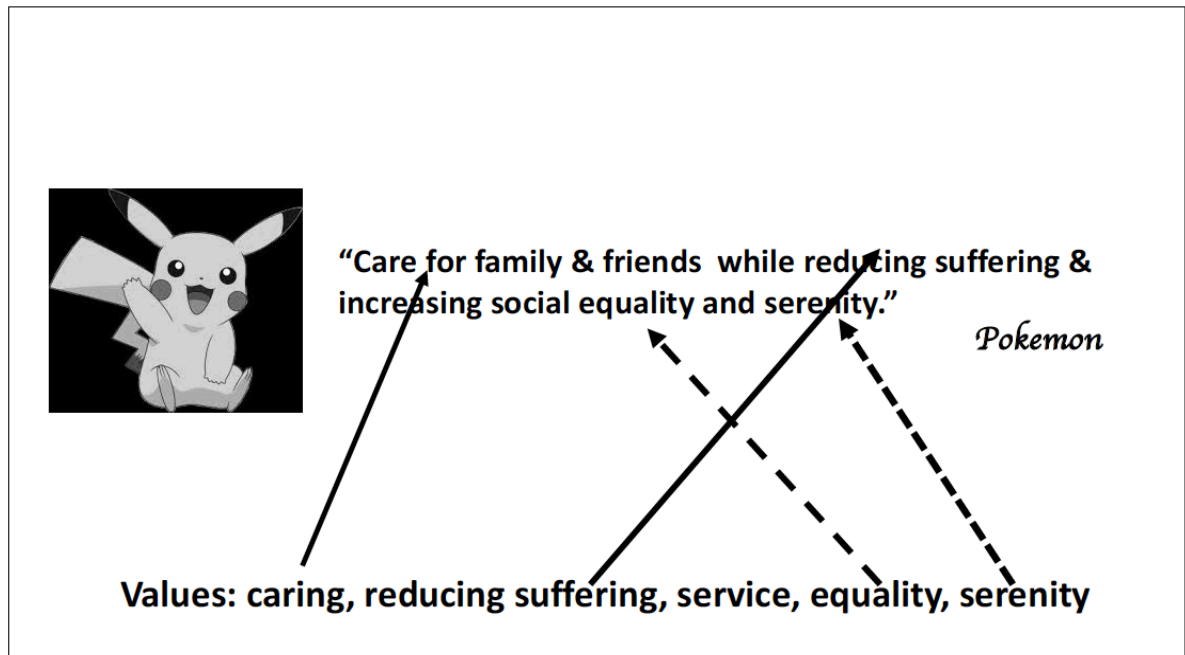 “Care for family & friends while reducing suffering &
increasing social equality and serenity.”
Pokemon
Values: caring, reducing suffering, service, equality, serenity